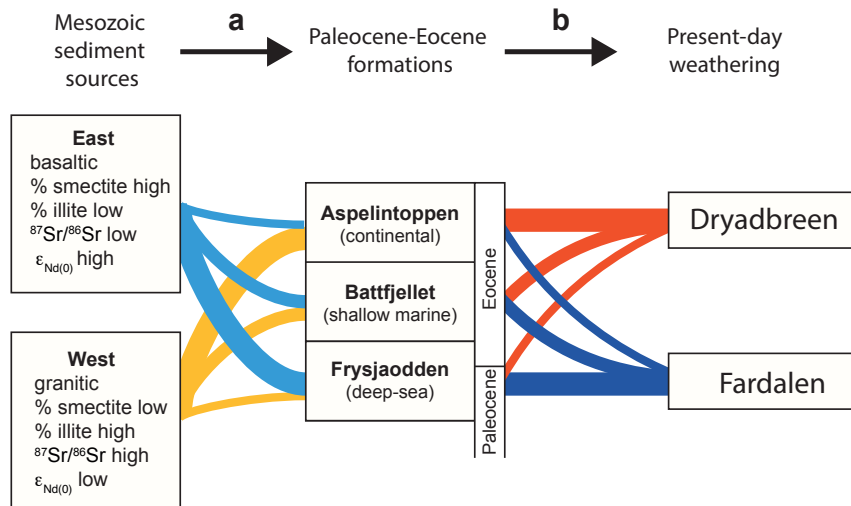 Mesozoic
sediment
sources
a
Paleocene-Eocene
formations
b
Present-day
weathering
East
basaltic
% smectite high
% illite low
⁸⁷Sr/⁸⁶Sr low
εNd(0) high
West
granitic
% smectite low
% illite high
⁸⁷Sr/⁸⁶Sr high
εNd(0) low
Aspelintoppen
(continental)
Battfjellet
(shallow marine)
Frysjaodden
(deep-sea)
Eocene
Paleocene
Dryadbreen
Fardalen